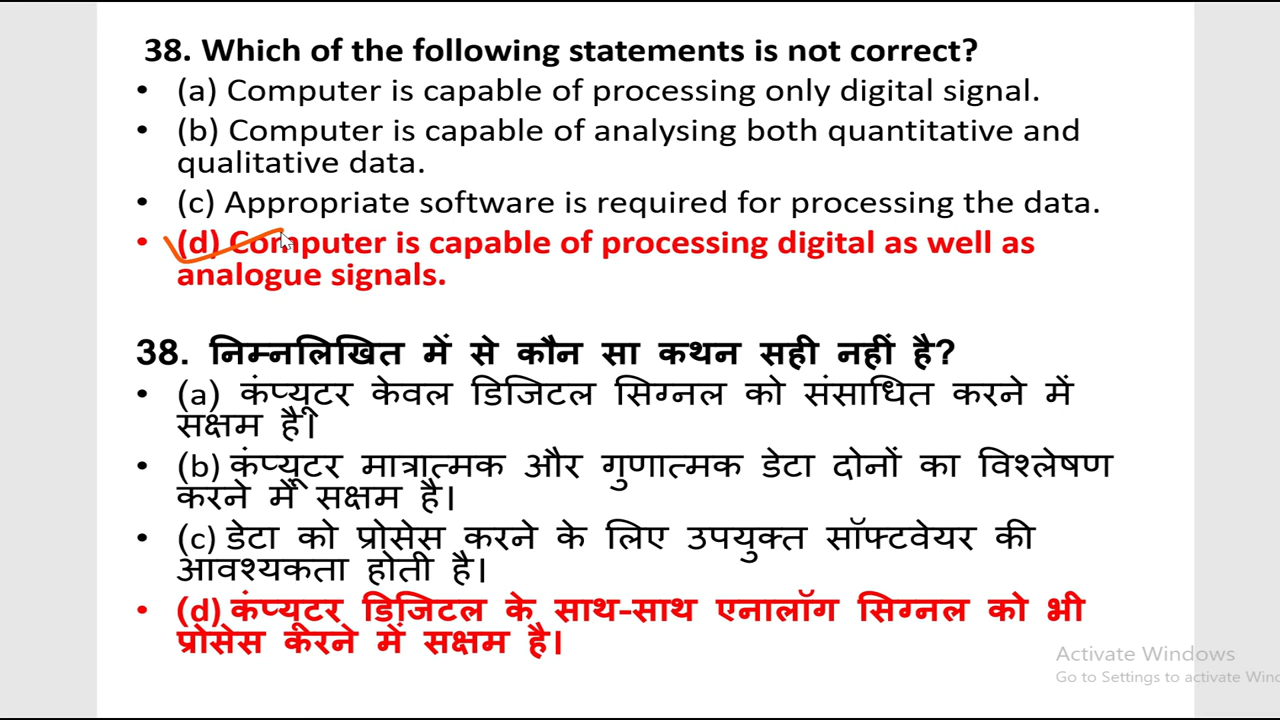 38. Which of the following statements is not correct?
• (a) Computer is capable of processing only digital signal.
• (b) Computer is capable of analysing both quantitative and
qualitative data.
• (c) Appropriate software is required for processing the data.
• (d) Computer is capable of processing digital as well as
analogue signals.
38. निम्नलिखित में से कौन सा कथन सही नहीं है?
• (a) कंप्यूटर केवल डिजिटल सिग्नल को संसाधित करने में
सक्षम है।
• (b) कंप्यूटर मात्रात्मक और गुणात्मक डेटा दोनों का विश्लेषण
करने में सक्षम है।
• (c) डेटा को प्रोसेस करने के लिए उपयुक्त सॉफ्टवेयर की
आवश्यकता होती है।
• (d) कंप्यूटर डिजिटल के साथ-साथ एनालॉग सिग्नल को भी
प्रोसेस करने में सक्षम है।
Activate Windows
Go to Settings to activate Wind